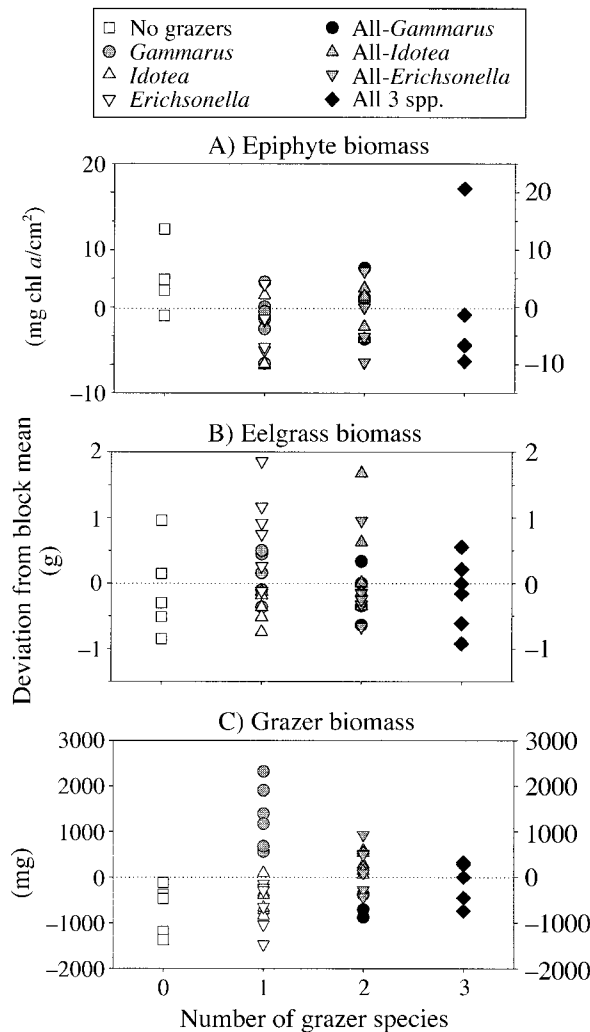 No grazers
Gammarus
Idotea
Erichsonella
All-Gammarus
All-Idotea
All-Erichsonella
All 3 spp.
A) Epiphyte biomass
20
10
0
−10
20
10
0
−10
(mg chl a/cm²)
B) Eelgrass biomass
2
1
0
−1
2
1
0
−1
Deviation from block mean
(g)
C) Grazer biomass
3000
2000
1000
0
−1000
−2000
3000
2000
1000
0
−1000
−2000
(mg)
0 1 2 3
Number of grazer species